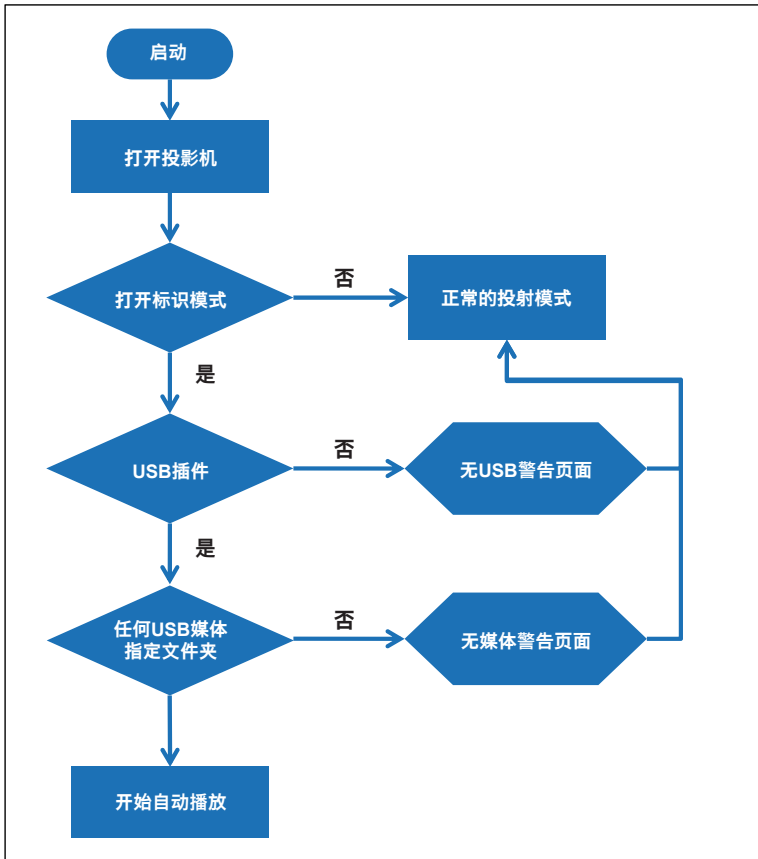 启动
打开投影机
打开标识模式
否
正常的投射模式
是
USB插件
否
无USB警告页面
是
任何USB媒体
指定文件夹
否
无媒体警告页面
开始自动播放